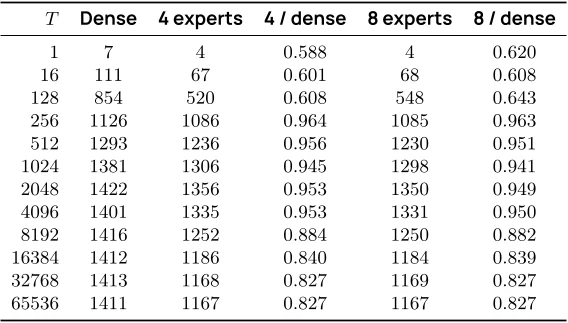 T Dense 4 experts 4 / dense 8 experts 8 / dense
1 7 4 0.588 4 0.620
16 111 67 0.601 68 0.608
128 854 520 0.608 548 0.643
256 1126 1086 0.964 1085 0.963
512 1293 1236 0.956 1230 0.951
1024 1381 1306 0.945 1298 0.941
2048 1422 1356 0.953 1350 0.949
4096 1401 1335 0.953 1331 0.950
8192 1416 1252 0.884 1250 0.882
16384 1412 1186 0.840 1184 0.839
32768 1413 1168 0.827 1169 0.827
65536 1411 1167 0.827 1167 0.827